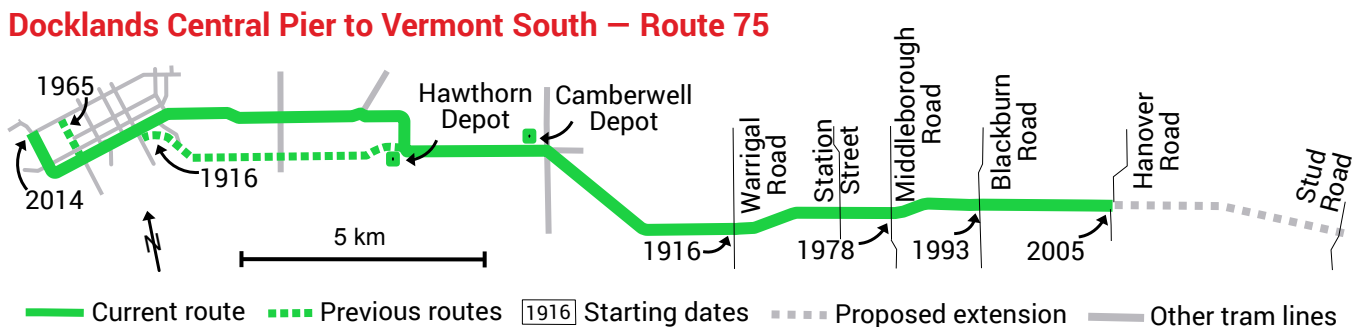 Docklands Central Pier to Vermont South — Route 75
1965
2014
1916
N
5 km
Hawthorn
Depot
Camberwell
Depot
Warrigal
Road
Station
Street
Middleborough
Road
Blackburn
Road
Hanover
Road
Stud
Road
1916
1978
1993
2005
Current route
Previous routes
1916 Starting dates
Proposed extension
Other tram lines